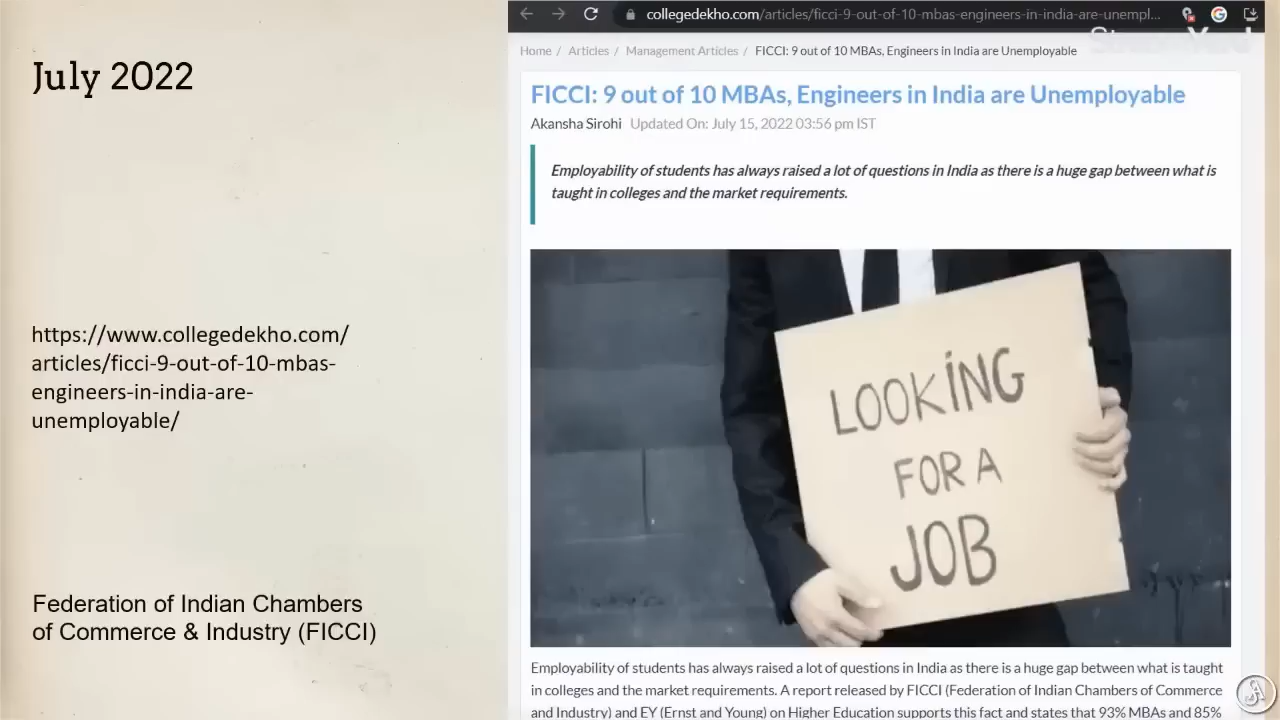 July 2022
https://www.collegedekho.com/
articles/ficci-9-out-of-10-mbas-
engineers-in-india-are-
unemployable/
Federation of Indian Chambers
of Commerce & Industry (FICCI)
collegedekho.com/articles/ficci-9-out-of-10-mbas-engineers-in-india-are-unempl...
Home / Articles / Management Articles / FICCI: 9 out of 10 MBAs, Engineers in India are Unemployable
FICCI: 9 out of 10 MBAs, Engineers in India are Unemployable
Akansha Sirohi Updated On: July 15, 2022 03:56 pm IST
Employability of students has always raised a lot of questions in India as there is a huge gap between what is
taught in colleges and the market requirements.
LOOKING
FOR A
JOB
Employability of students has always raised a lot of questions in India as there is a huge gap between what is taught
in colleges and the market requirements. A report released by FICCI (Federation of Indian Chambers of Commerce
and Industry) and EY (Ernst and Young) on Higher Education supports this fact and states that 93% MBAs and 85%